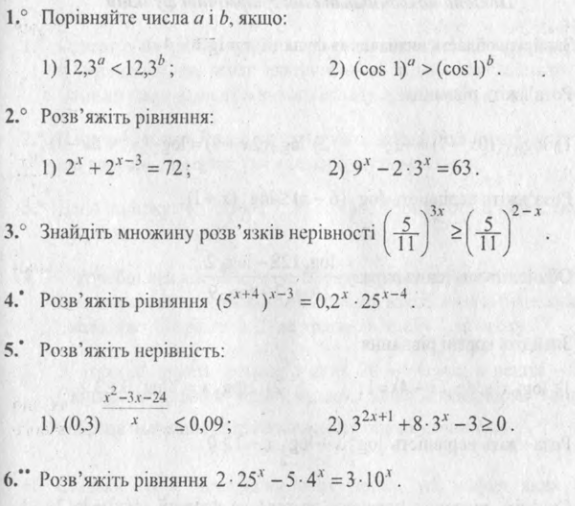 1.° Порівняйте числа a і b, якщо:
1) 12,3^a < 12,3^b; 2) (cos 1)^a > (cos 1)^b.
2.° Розв'яжіть рівняння:
1) 2^x + 2^{x−3} = 72; 2) 9^x − 2 · 3^x = 63.
3.° Знайдіть множину розв'язків нерівності (5/11)^{3x} ≥ (5/11)^{2−x}.
4.˙ Розв'яжіть рівняння (5^{x+4})^{x−3} = 0,2^x · 25^{x−4}.
5.˙ Розв'яжіть нерівність:
1) (0,3)^{(x²−3x−24)/x} ≤ 0,09; 2) 3^{2x+1} + 8 · 3^x − 3 ≥ 0.
6.˙˙ Розв'яжіть рівняння 2 · 25^x − 5 · 4^x = 3 · 10^x.